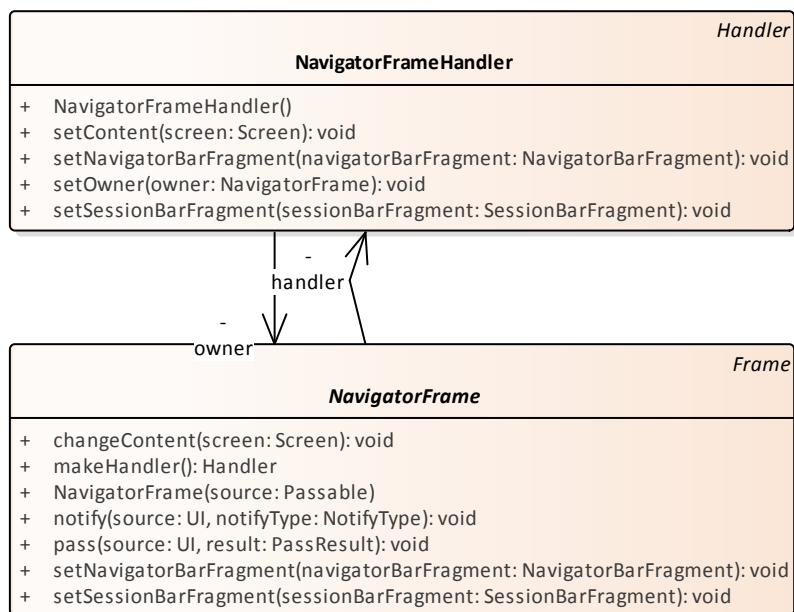 Handler
NavigatorFrameHandler
+ NavigatorFrameHandler()
+ setContent(screen: Screen): void
+ setNavigatorBarFragment(navigatorBarFragment: NavigatorBarFragment): void
+ setOwner(owner: NavigatorFrame): void
+ setSessionBarFragment(sessionBarFragment: SessionBarFragment): void
-
handler
-
owner
Frame
NavigatorFrame
+ changeContent(screen: Screen): void
+ makeHandler(): Handler
+ NavigatorFrame(source: Passable)
+ notify(source: UI, notifyType: NotifyType): void
+ pass(source: UI, result: PassResult): void
+ setNavigatorBarFragment(navigatorBarFragment: NavigatorBarFragment): void
+ setSessionBarFragment(sessionBarFragment: SessionBarFragment): void